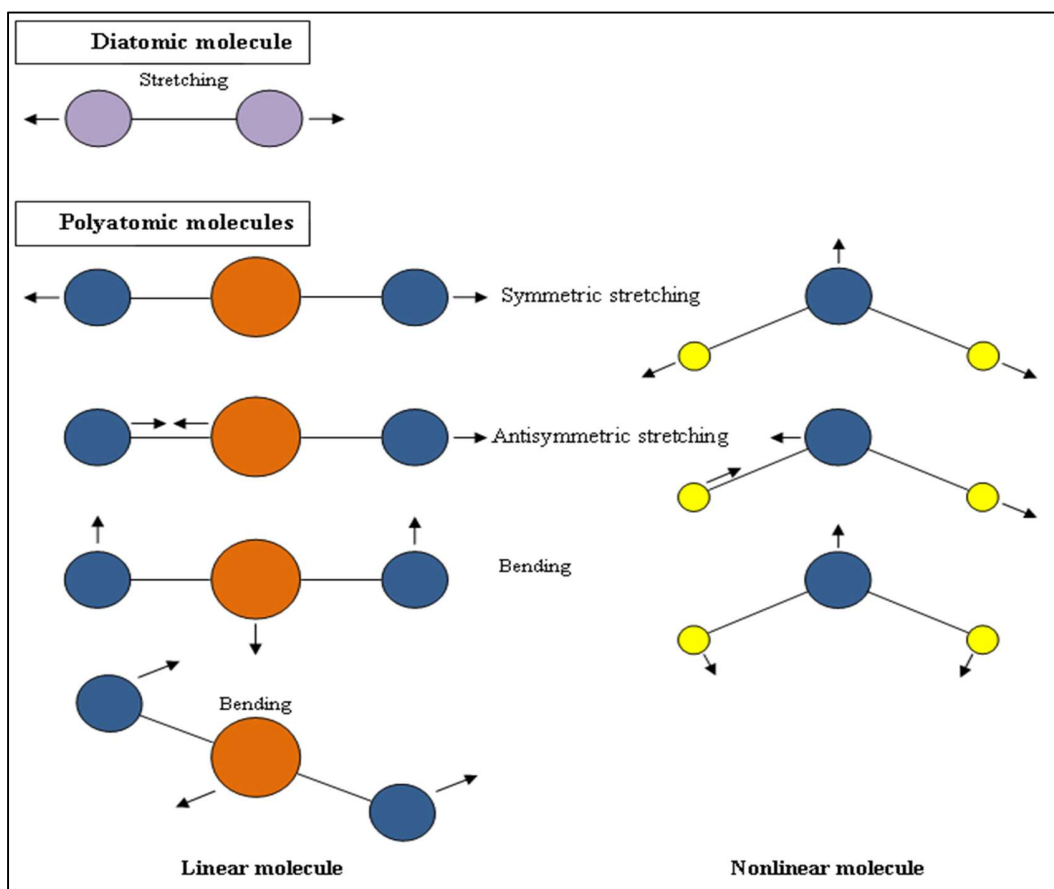 Diatomic molecule
Stretching
Polyatomic molecules
Symmetric stretching
Antisymmetric stretching
Bending
Bending
Linear molecule
Nonlinear molecule